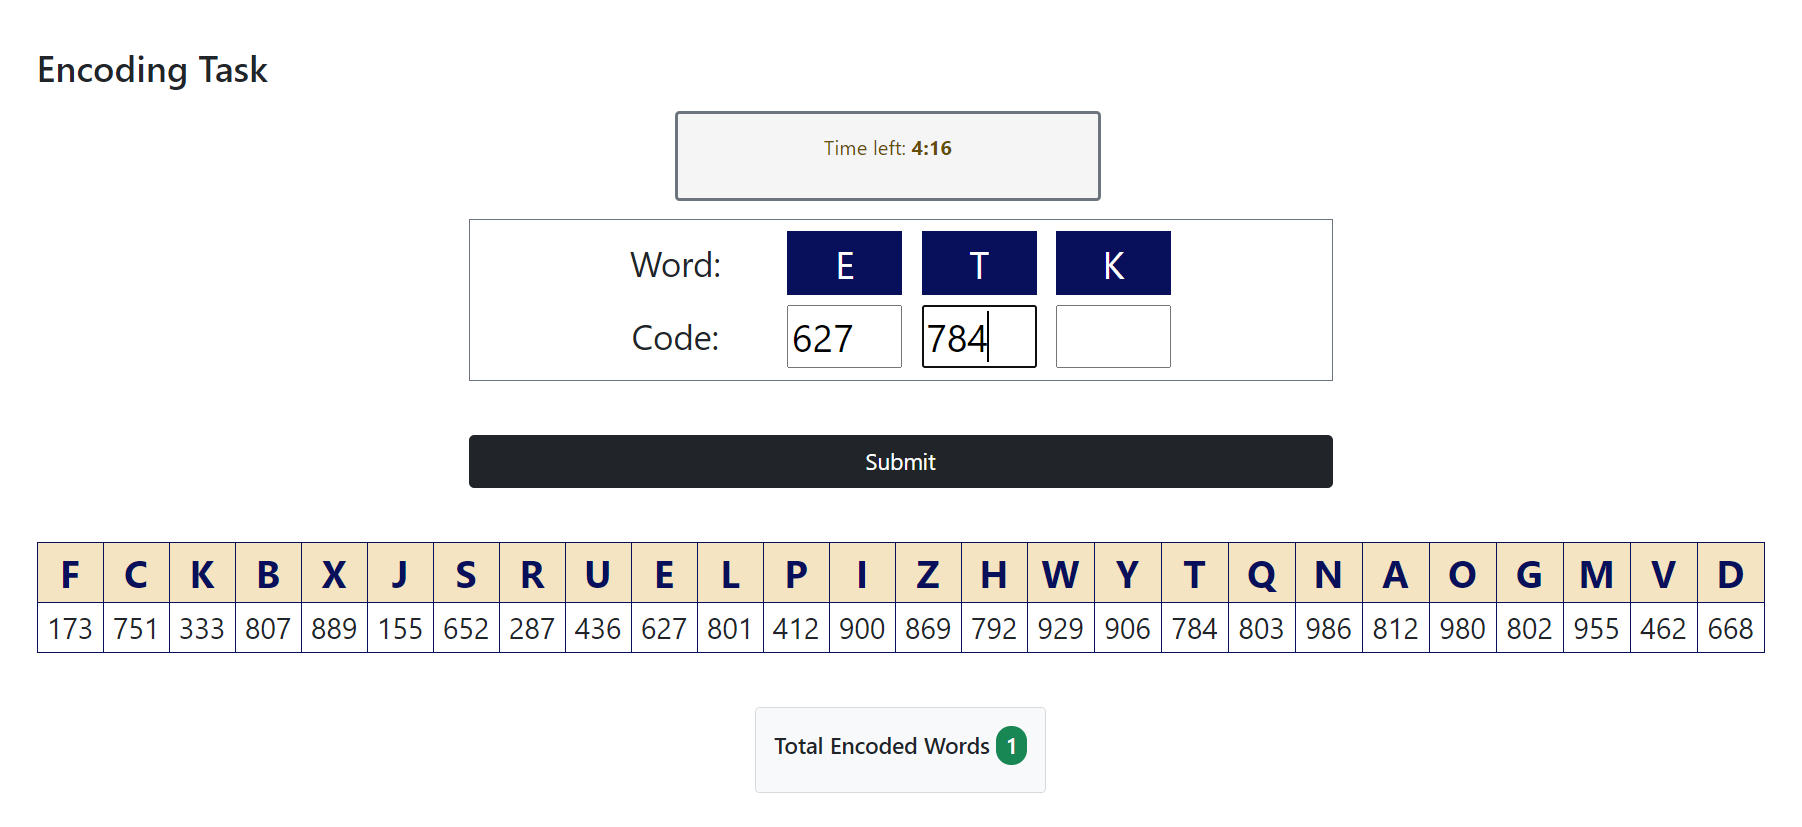 Encoding Task
Time left: 4:16
Word: E T K
Code: 627 784
Submit
F C K B X J S R U E L P I Z H W Y T Q N A O G M V D
173 751 333 807 889 155 652 287 436 627 801 412 900 869 792 929 906 784 803 986 812 980 802 955 462 668
Total Encoded Words 1